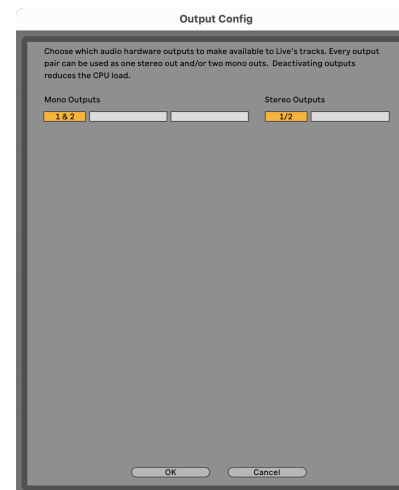 Output Config
Choose which audio hardware outputs to make available to Live's tracks. Every output
pair can be used as one stereo out and/or two mono outs.  Deactivating outputs
reduces the CPU load.
Mono Outputs Stereo Outputs
1 & 2 1/2
OK Cancel